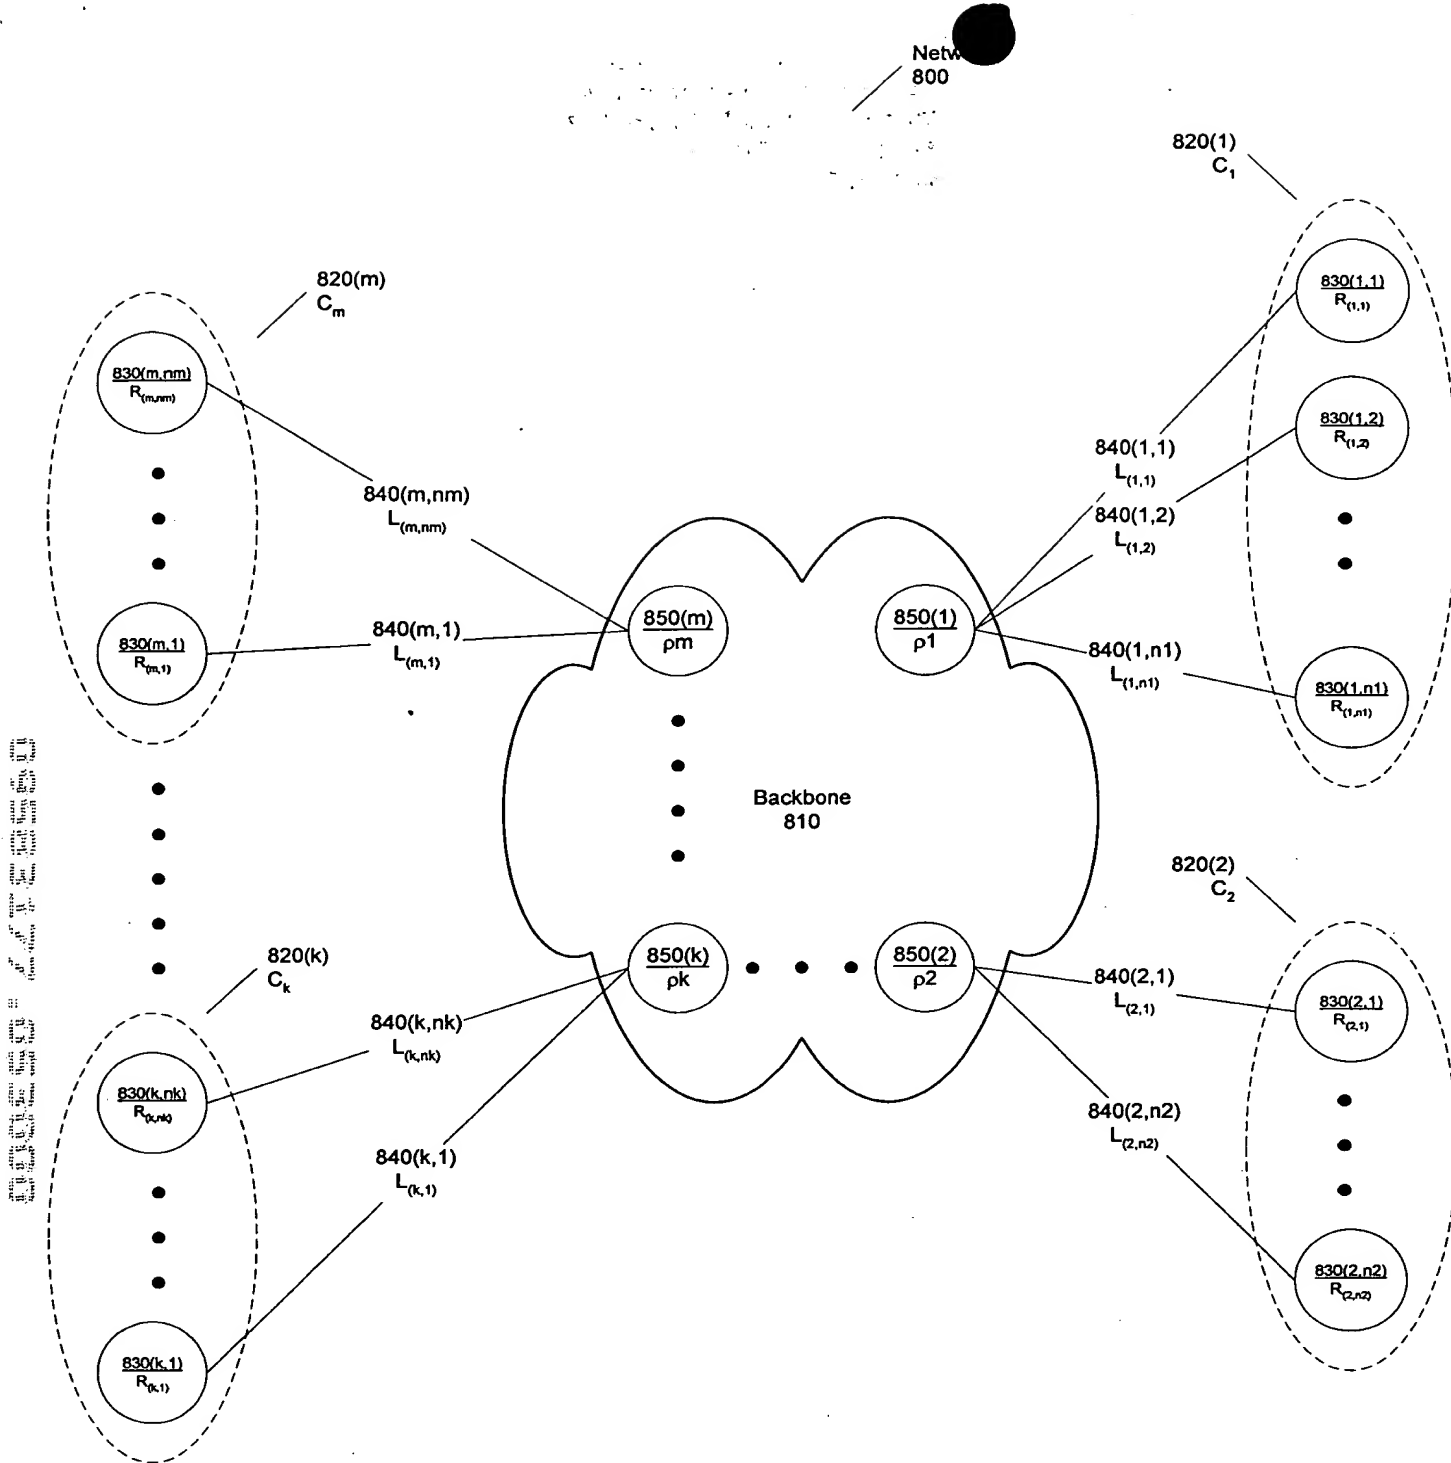 Netw
800
820(1)
C1
820(m)
Cm
830(1,1)
R(1,1)
830(m,nm)
R(m,nm)
830(1,2)
R(1,2)
840(1,1)
L(1,1)
840(m,nm)
L(m,nm)
840(1,2)
L(1,2)
850(m)
ρm
850(1)
ρ1
840(m,1)
L(m,1)
830(m,1)
R(m,1)
840(1,n1)
L(1,n1)
830(1,n1)
R(1,n1)
Backbone
810
820(2)
C2
820(k)
Ck
850(k)
ρk
850(2)
ρ2
840(2,1)
L(2,1)
830(2,1)
R(2,1)
840(k,nk)
L(k,nk)
830(k,nk)
R(k,nk)
840(2,n2)
L(2,n2)
840(k,1)
L(k,1)
830(2,n2)
R(2,n2)
830(k,1)
R(k,1)